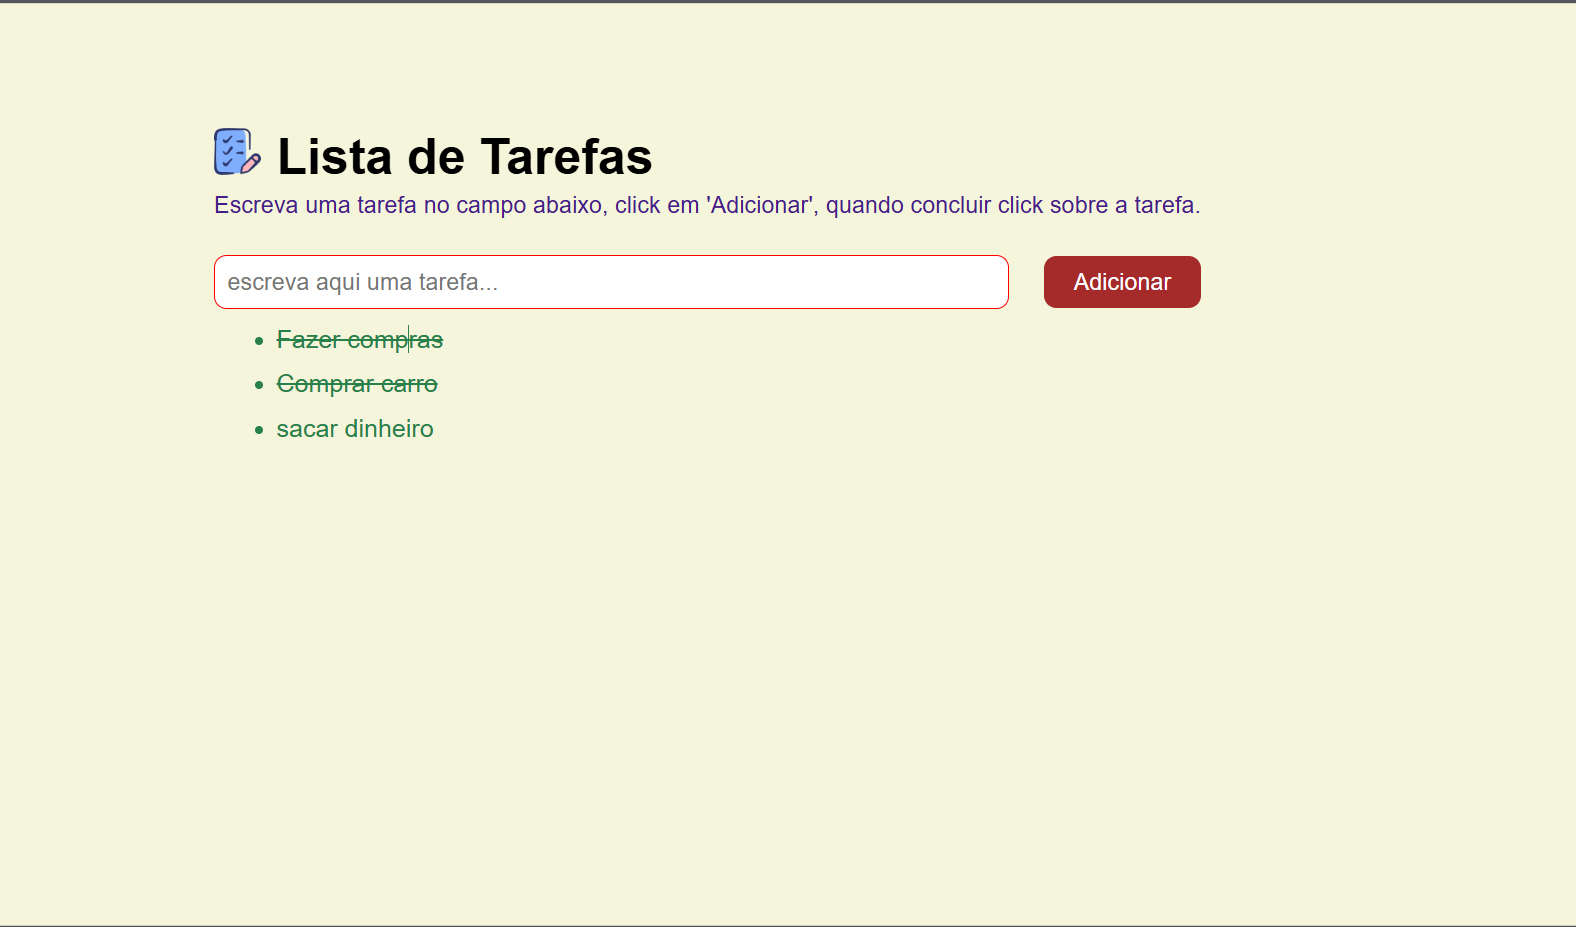 Lista de Tarefas
Escreva uma tarefa no campo abaixo, click em 'Adicionar', quando concluir click sobre a tarefa.
escreva aqui uma tarefa...
Adicionar
Fazer compras
Comprar carro
sacar dinheiro